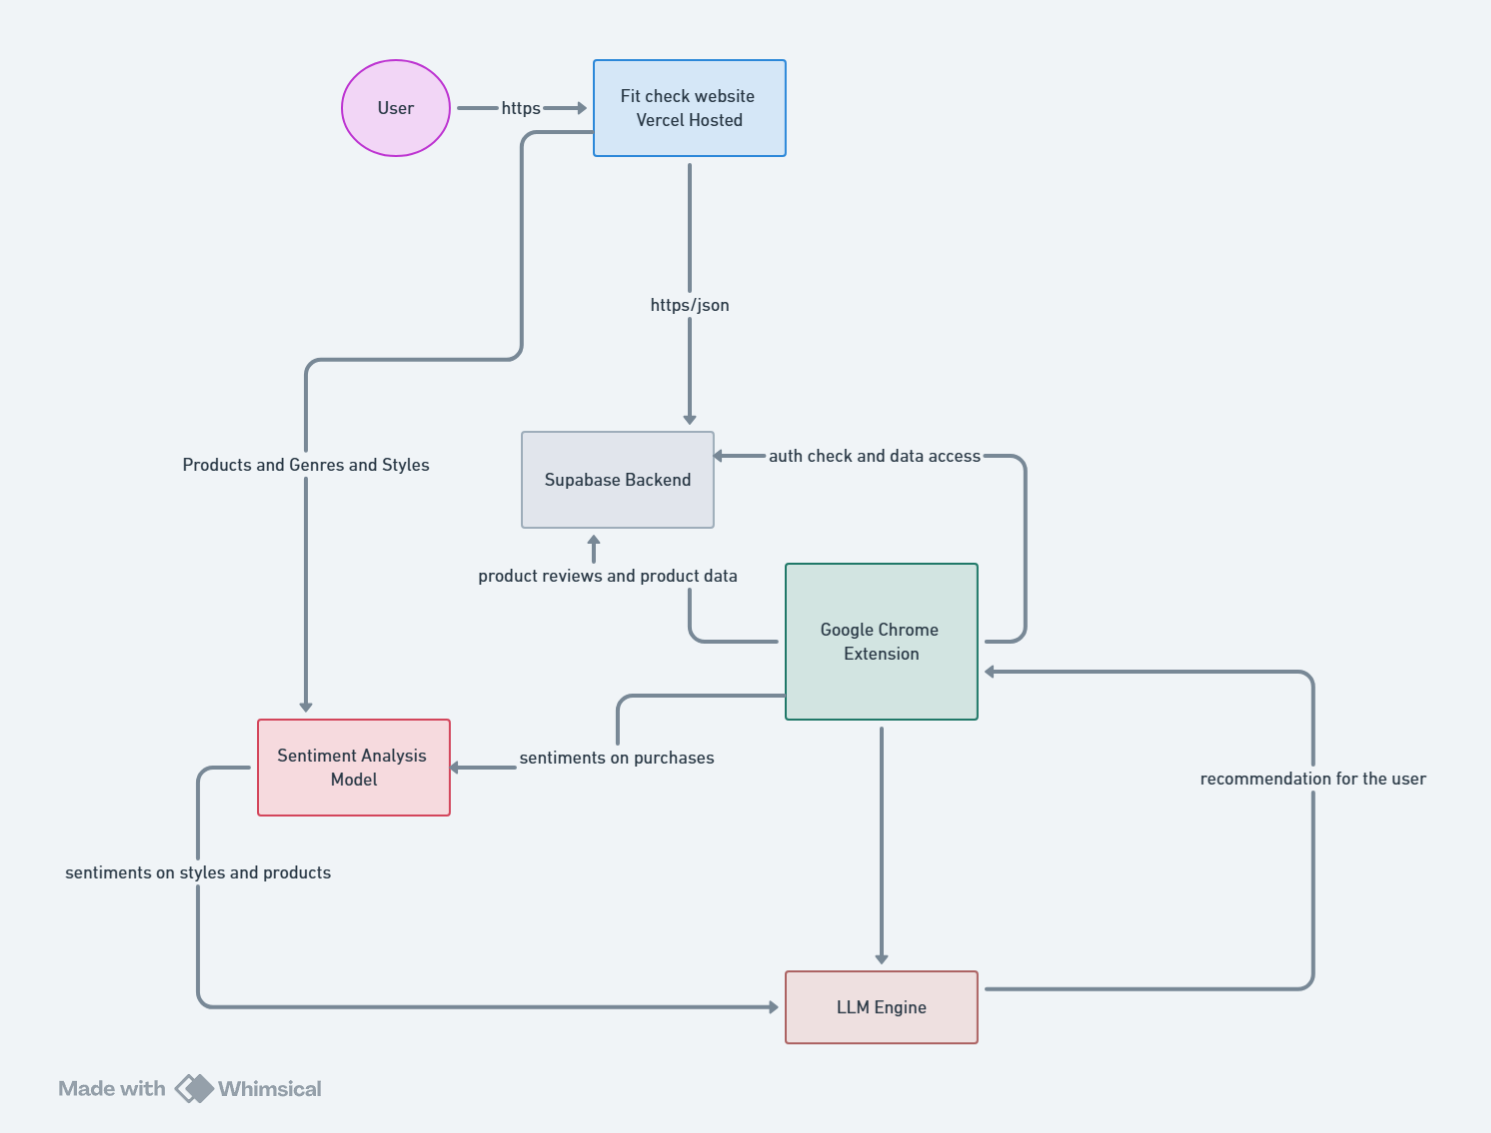 User
https
Fit check website
Vercel Hosted
https/json
Products and Genres and Styles
auth check and data access
Supabase Backend
product reviews and product data
Google Chrome
Extension
Sentiment Analysis
Model
sentiments on purchases
recommendation for the user
sentiments on styles and products
LLM Engine
Made with Whimsical